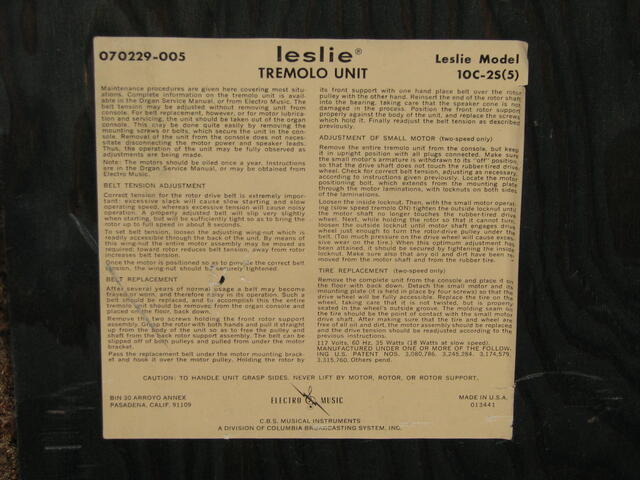 070229-005
leslie®
TREMOLO UNIT
Leslie Model
10C-2S(5)
Maintenance procedures are given here covering most situ-
ations. Complete information on the tremolo unit is avail-
able in the Organ Service Manual, or from Electro Music. The
belt tension may be adjusted without removing unit from
console. For belt replacement, however, or for motor lubrica-
tion and servicing, the unit should be taken out of the organ
console. This may be done quite simply by removing the
mounting screws or bolts, which secure the unit in the con-
sole. Removal of the unit from the console does not neces-
sitate disconnecting the motor power and speaker leads.
Thus, the operation of the unit may be fully observed as
adjustments are being made.
Note: The motors should be oiled once a year. Instructions
are in the Organ Service Manual, or may be obtained from
Electro Music.
BELT TENSION ADJUSTMENT
Correct tension for the rotor drive belt is extremely impor-
tant: excessive slack will cause slow starting and slow
operating speed, whereas excessive tension will cause noisy
operation. A properly adjusted belt will slip very slightly
when starting, but will be sufficiently tight so as to bring the
rotor up to full speed in about 8 seconds.
To set belt tension, loosen the adjusting wing-nut which is
readily accessible through the back of the unit. By means of
this wing-nut the entire motor assembly may be moved as
required; toward rotor reduces belt tension, away from rotor
increases belt tension.
Once the motor is positioned so as to provide the correct belt
tension, the wing-nut should be securely tightened.
BELT REPLACEMENT
After several years of normal usage a belt may become
frayed or worn, and therefore noisy in its operation. Such a
belt should be replaced, and to accomplish this the entire
tremolo unit should be removed from the organ console and
placed on the floor, back down.
Remove the two screws holding the front rotor support
assembly. Grasp the rotor with both hands and pull it straight
up from the body of the unit so as to free the pulley and
shaft from the back rotor support assembly. The belt can be
slipped off of both pulleys and pulled from under the motor
bracket.
Pass the replacement belt under the motor mounting brack-
et and hook it over the motor pulley. Holding the rotor by
its front support with one hand place belt over the rotor
pulley with the other hand. Reinsert the end of the rotor shaft
into the bearing, taking care that the speaker cone is not
damaged in the process. Position the front rotor support
properly against the body of the unit, and replace the screws
which hold it. Finally readjust the belt tension as described
previously.
ADJUSTMENT OF SMALL MOTOR (two-speed only)
Remove the entire tremolo unit from the console, but keep
it in upright position with all plugs connected. Make sure
the small motor's armature is withdrawn to its "off" position,
so that the drive shaft does not touch the rubber-tired drive
wheel. Check for correct belt tension, adjusting as necessary,
according to instructions given previously. Locate the motor
positioning bolt, which extends from the mounting plate
through the motor laminations, with locknuts on both sides
of the laminations.
Loosen the inside locknut. Then, with the small motor operat-
ing (slow speed tremolo ON) tighten the outside locknut until
the motor shaft no longer touches the rubber-tired drive
wheel. Next, while holding the rotor so that it cannot turn,
loosen the outside locknut until motor shaft engages drive
wheel just enough to turn the rotor-drive pulley under the
belt. (Too much pressure on the drive wheel will cause exces-
sive wear on the tire.) When this optimum adjustment has
been attained, it should be secured by tightening the inside
locknut. Make sure also that any oil and dirt have been re-
moved from the motor shaft and from the rubber tire.
TIRE REPLACEMENT (two-speed only)
Remove the complete unit from the console and place it on
the floor with back down. Detach the small motor and its
mounting plate (it is held in place by four screws) so that the
drive wheel will be fully accessible. Replace the tire on the
wheel, taking care that it is not twisted, but is properly
seated in the wheel's outside groove. The molding seam of
the tire should be the point of contact with the small motor
drive shaft. After making sure that the tire and wheel are
free of all oil and dirt, the motor assembly should be replaced
and the drive tension should be readjusted according to the
previous instructions.
117 Volts, 60 Hz, 35 Watts (18 Watts at slow speed).
MANUFACTURED UNDER ONE OR MORE OF THE FOLLOW-
ING U.S. PATENT NOS. 3,080,786. 3,245,284. 3,174,579.
3,315,760. Others pend.
CAUTION: TO HANDLE UNIT GRASP SIDES. NEVER LIFT BY MOTOR, ROTOR, OR ROTOR SUPPORT.
BIN 30 ARROYO ANNEX
PASADENA, CALIF. 91109
ELECTRO MUSIC
MADE IN U.S.A.
013441
C.B.S. MUSICAL INSTRUMENTS
A DIVISION OF COLUMBIA BROADCASTING SYSTEM, INC.